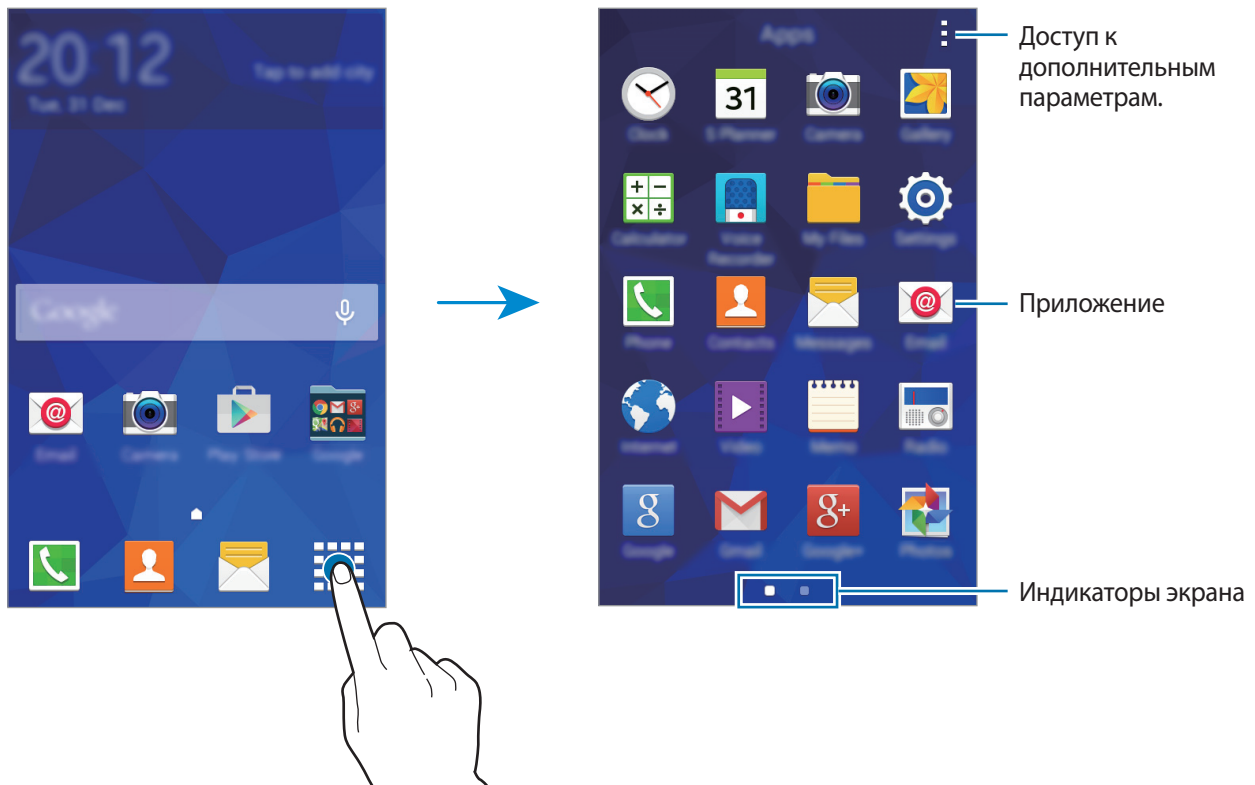 20 12
Tap to add city
Tue, 31 Dec
Google
Email
Camera
Play Store
Google
Apps
31
Clock
S Planner
Camera
Gallery
Calculator
Voice
Recorder
My Files
Settings
Phone
Contacts
Messages
Email
Internet
Video
Memo
Radio
Google
Gmail
Google+
Photos
Доступ к
дополнительным
параметрам.
Приложение
Индикаторы экрана